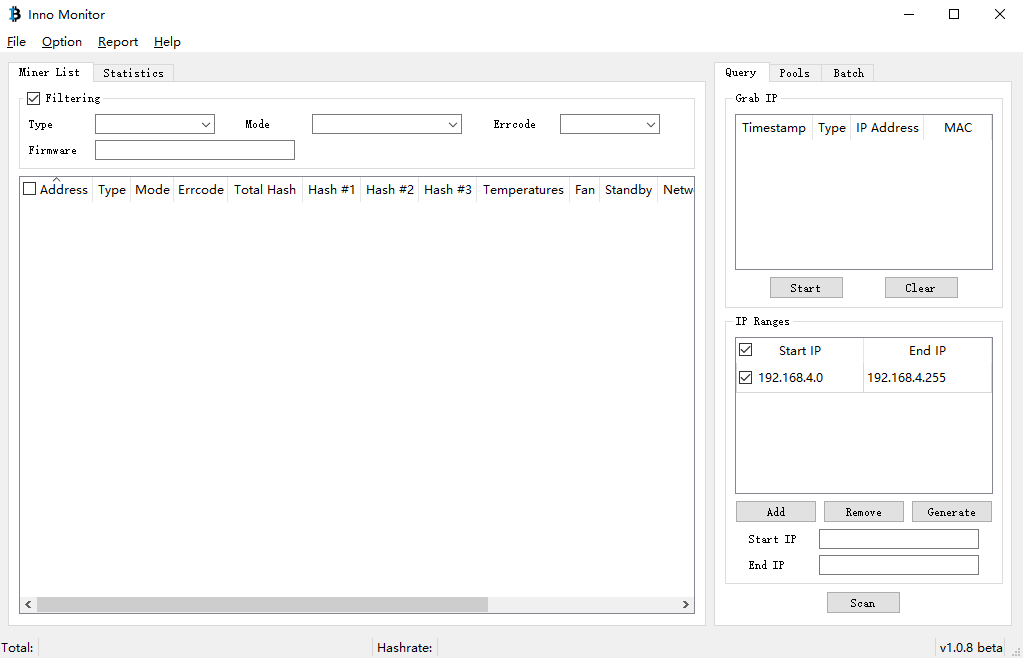 Inno Monitor
File Option Report Help
Miner List Statistics
Filtering
Type Mode Errcode
Firmware
Address Type Mode Errcode Total Hash Hash #1 Hash #2 Hash #3 Temperatures Fan Standby Netw
Query Pools Batch
Grab IP
Timestamp Type IP Address MAC
Start Clear
IP Ranges
Start IP End IP
192.168.4.0 192.168.4.255
Add Remove Generate
Start IP
End IP
Scan
Total: Hashrate: v1.0.8 beta